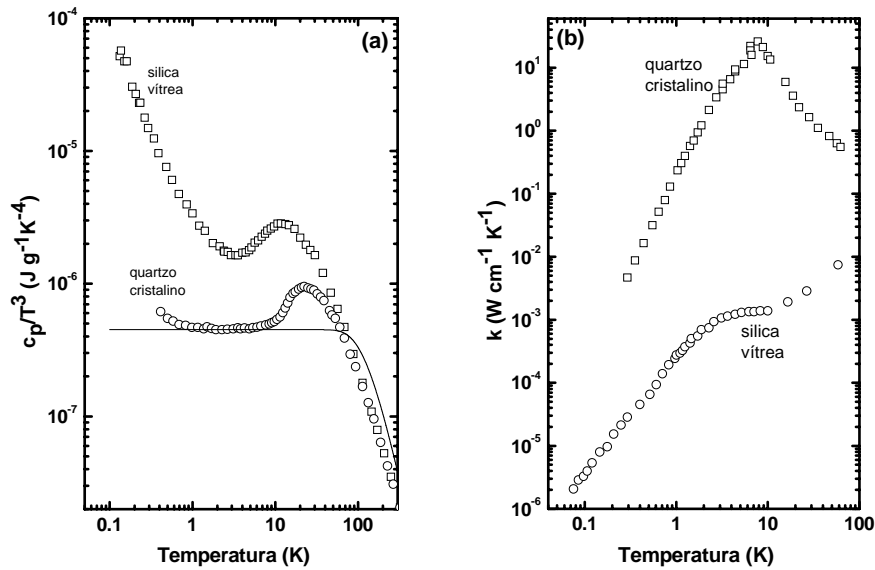 (a)
silica
vítrea
quartzo
cristalino
c_p/T^3 (J g^-1K^-4)
10^-4
10^-5
10^-6
10^-7
0.1 1 10 100
Temperatura (K)
(b)
quartzo
cristalino
silica
vítrea
k (W cm^-1 K^-1)
10^1
10^0
10^-1
10^-2
10^-3
10^-4
10^-5
10^-6
0.1 1 10 100
Temperatura (K)